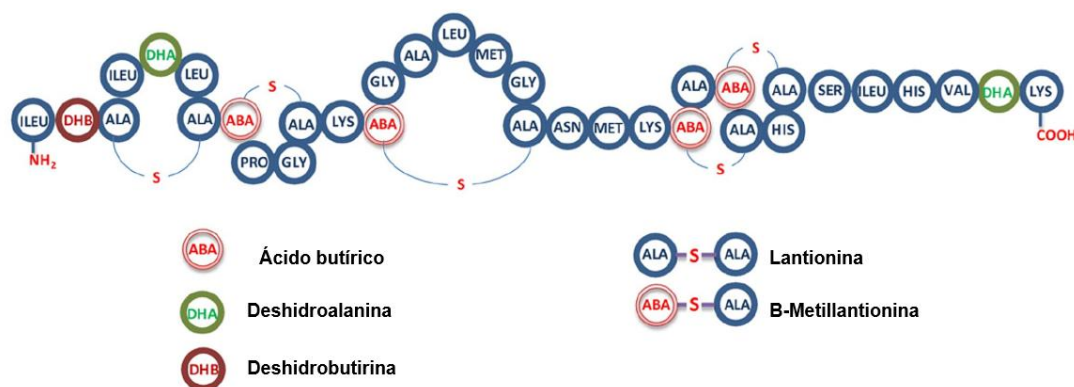 ILEU
NH₂
DHB
ALA
ILEU
DHA
LEU
ALA
S
ABA
S
PRO
GLY
ALA
LYS
ABA
GLY
ALA
LEU
MET
GLY
ALA
S
ASN
MET
LYS
ABA
ALA
ABA
S
S
ALA
HIS
ALA
SER
ILEU
HIS
VAL
DHA
LYS
COOH
ABA Ácido butírico
DHA Deshidroalanina
DHB Deshidrobutirina
ALA S ALA Lantionina
ABA S ALA B-Metillantionina